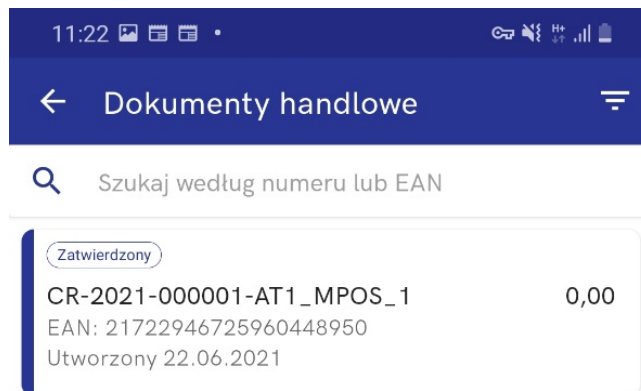 11:22
H+
Dokumenty handlowe
Szukaj według numeru lub EAN
Zatwierdzony
CR-2021-000001-AT1_MPOS_1 0,00
EAN: 21722946725960448950
Utworzony 22.06.2021